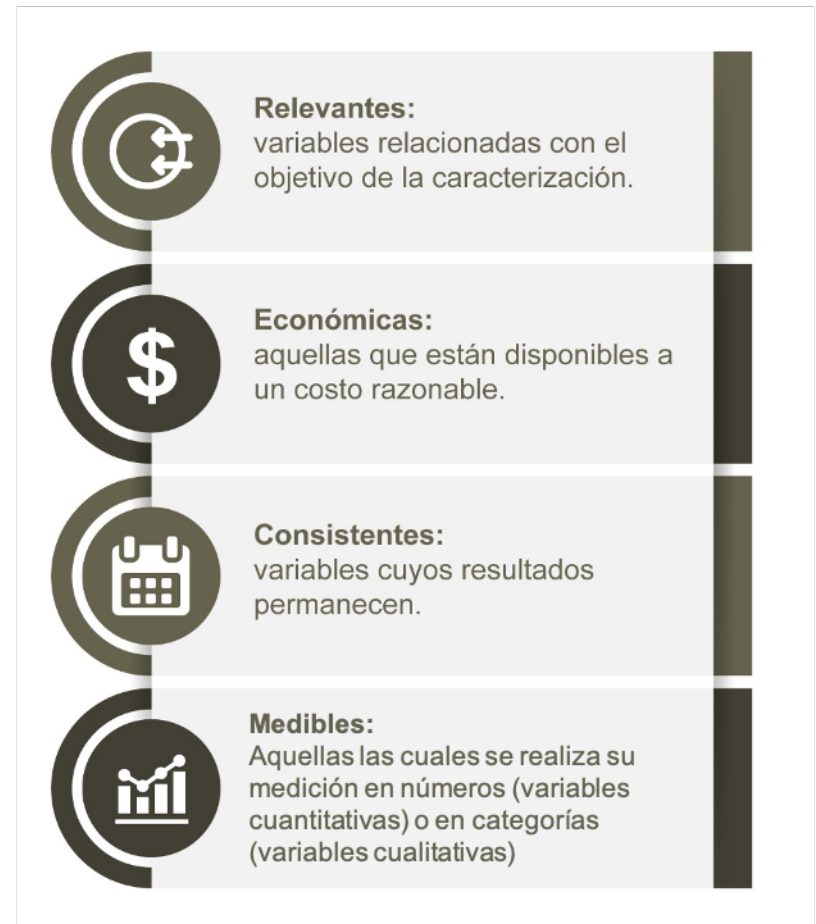 Relevantes:
variables relacionadas con el
objetivo de la caracterización.
$
Económicas:
aquellas que están disponibles a
un costo razonable.
Consistentes:
variables cuyos resultados
permanecen.
Medibles:
Aquellas las cuales se realiza su
medición en números (variables
cuantitativas) o en categorías
(variables cualitativas)